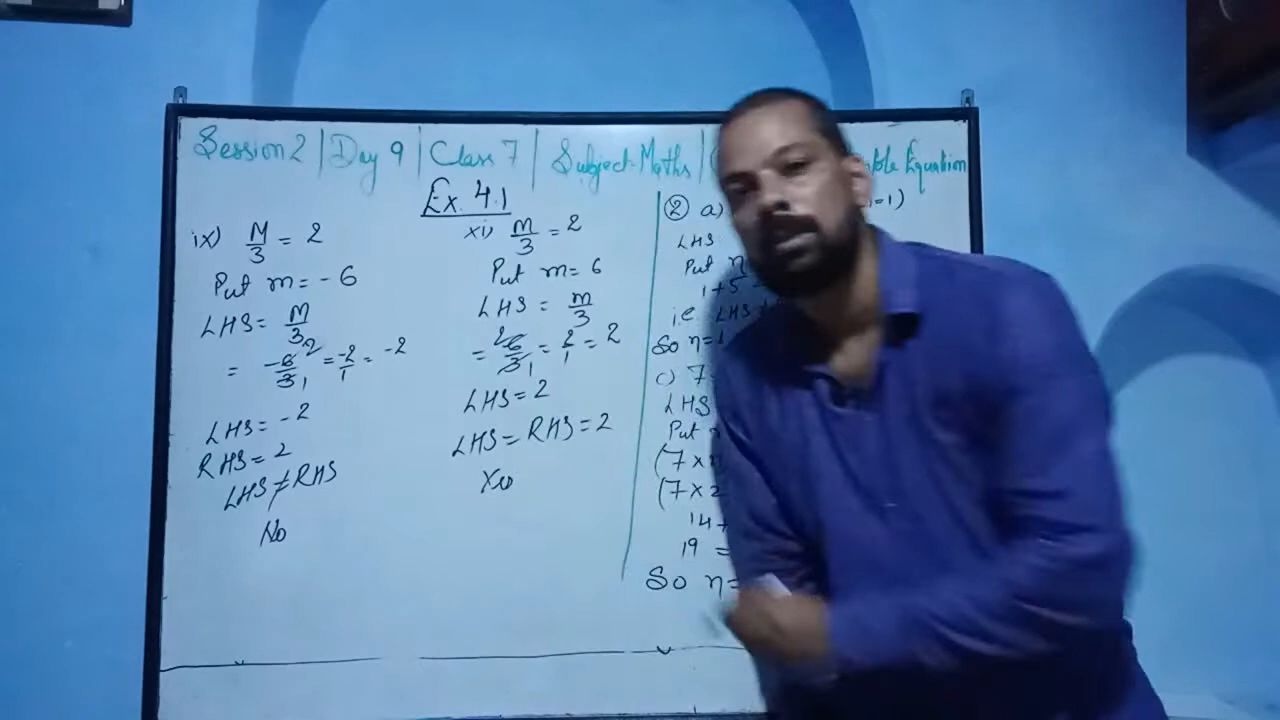 Session 2 | Day 9 | Class 7 | Subject-Maths | Equation
Ex. 4.1
ix) M/3 = 2
Put m = - 6
LHS = M/3
= -6/3 = -2/1 = -2
LHS = -2
RHS = 2
LHS ≠ RHS
No
xi) m/3 = 2
Put m = 6
LHS = m/3
= 6/3 = 2/1 = 2
LHS = 2
LHS = RHS = 2
Yes
② a) =1)
LHS
Put n
1+5
i.e LHS
So n=1
c) 7
LHS
Put
(7×
(7×2
14+
19 =
So n=